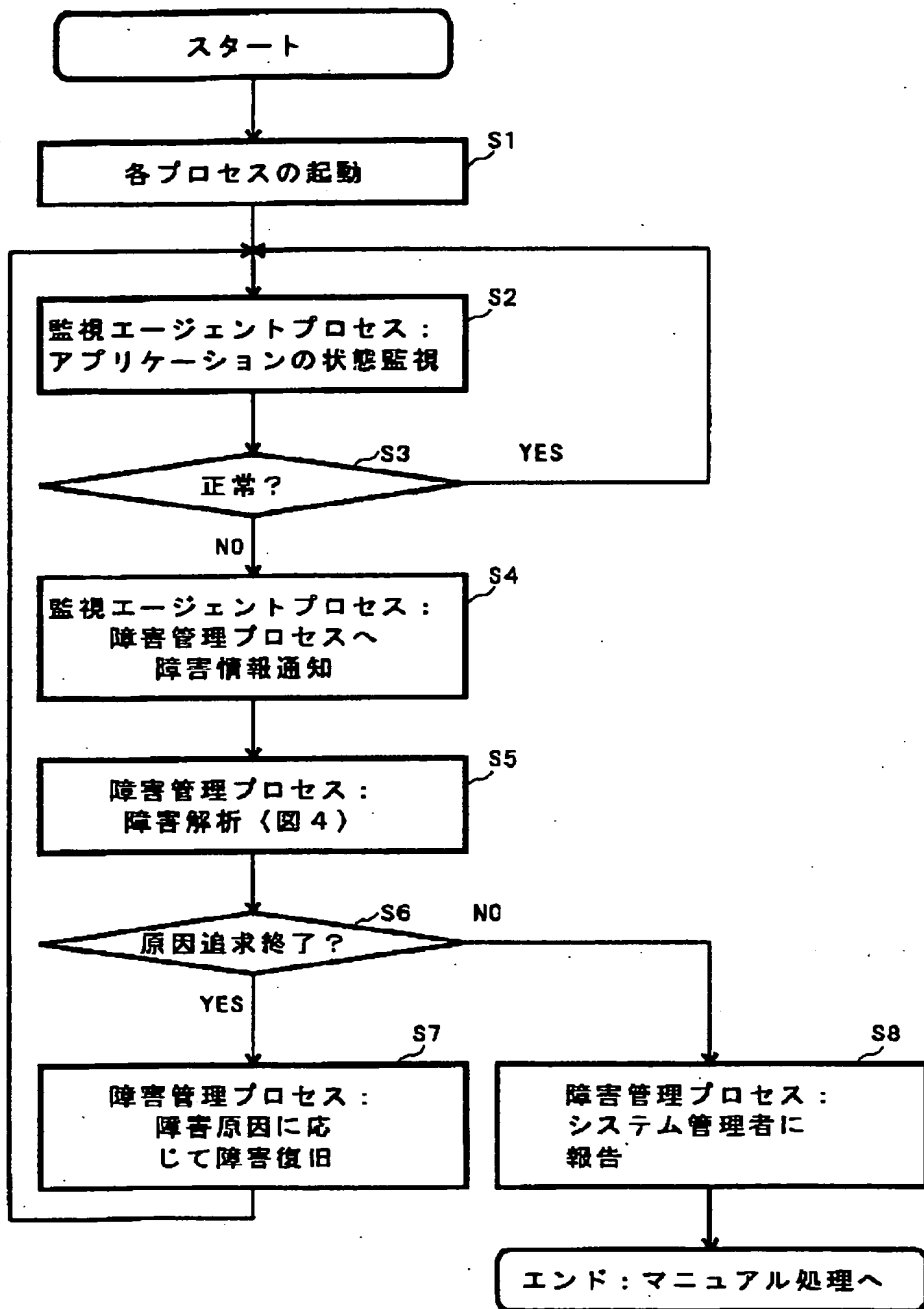 スタート
S1
各プロセスの起動
S2
監視エージェントプロセス：
アプリケーションの状態監視
S3
YES
正常？
NO
S4
監視エージェントプロセス：
障害管理プロセスへ
障害情報通知
S5
障害管理プロセス：
障害解析（図４）
S6
NO
原因追求終了？
YES
S7
障害管理プロセス：
障害原因に応
じて障害復旧
S8
障害管理プロセス：
システム管理者に
報告
エンド：マニュアル処理へ